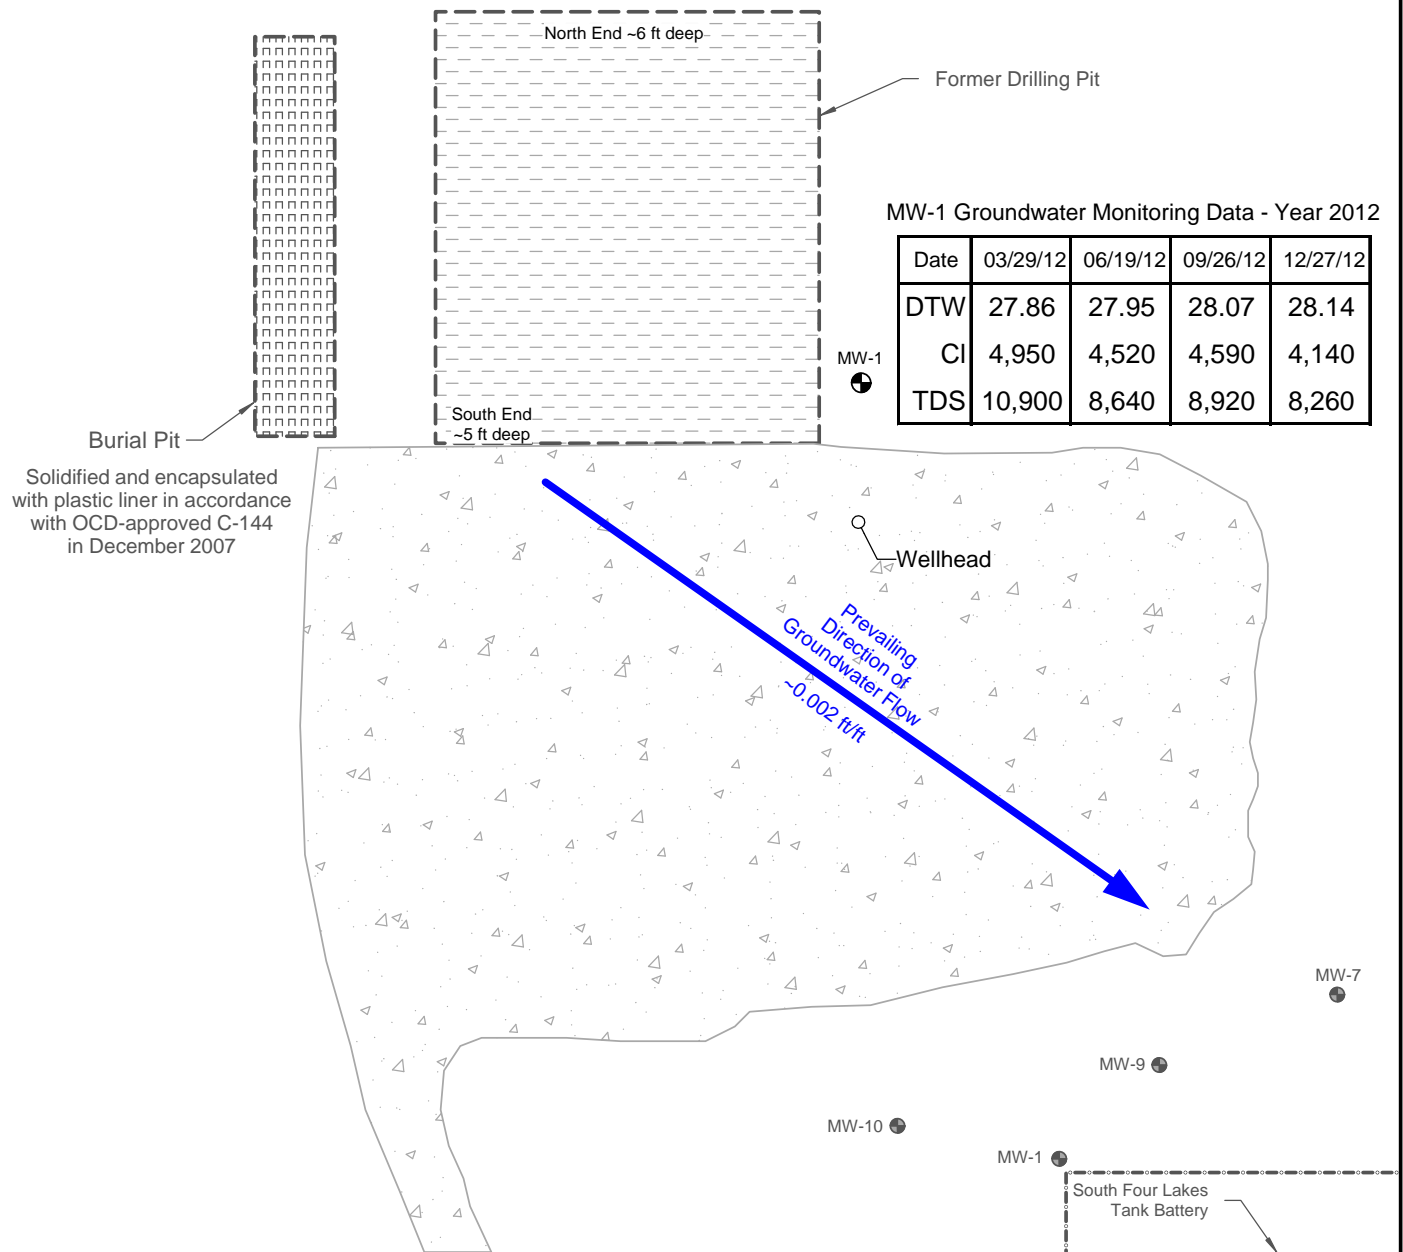 North End ~6 ft deep
Former Drilling Pit
MW-1 Groundwater Monitoring Data - Year 2012
Date 03/29/12 06/19/12 09/26/12 12/27/12
DTW 27.86 27.95 28.07 28.14
Cl 4,950 4,520 4,590 4,140
TDS 10,900 8,640 8,920 8,260
MW-1
South End
~5 ft deep
Burial Pit
Solidified and encapsulated
with plastic liner in accordance
with OCD-approved C-144
in December 2007
Wellhead
Prevailing
Direction of
Groundwater Flow
~0.002 ft/ft
MW-7
MW-9
MW-10
MW-1
South Four Lakes
Tank Battery